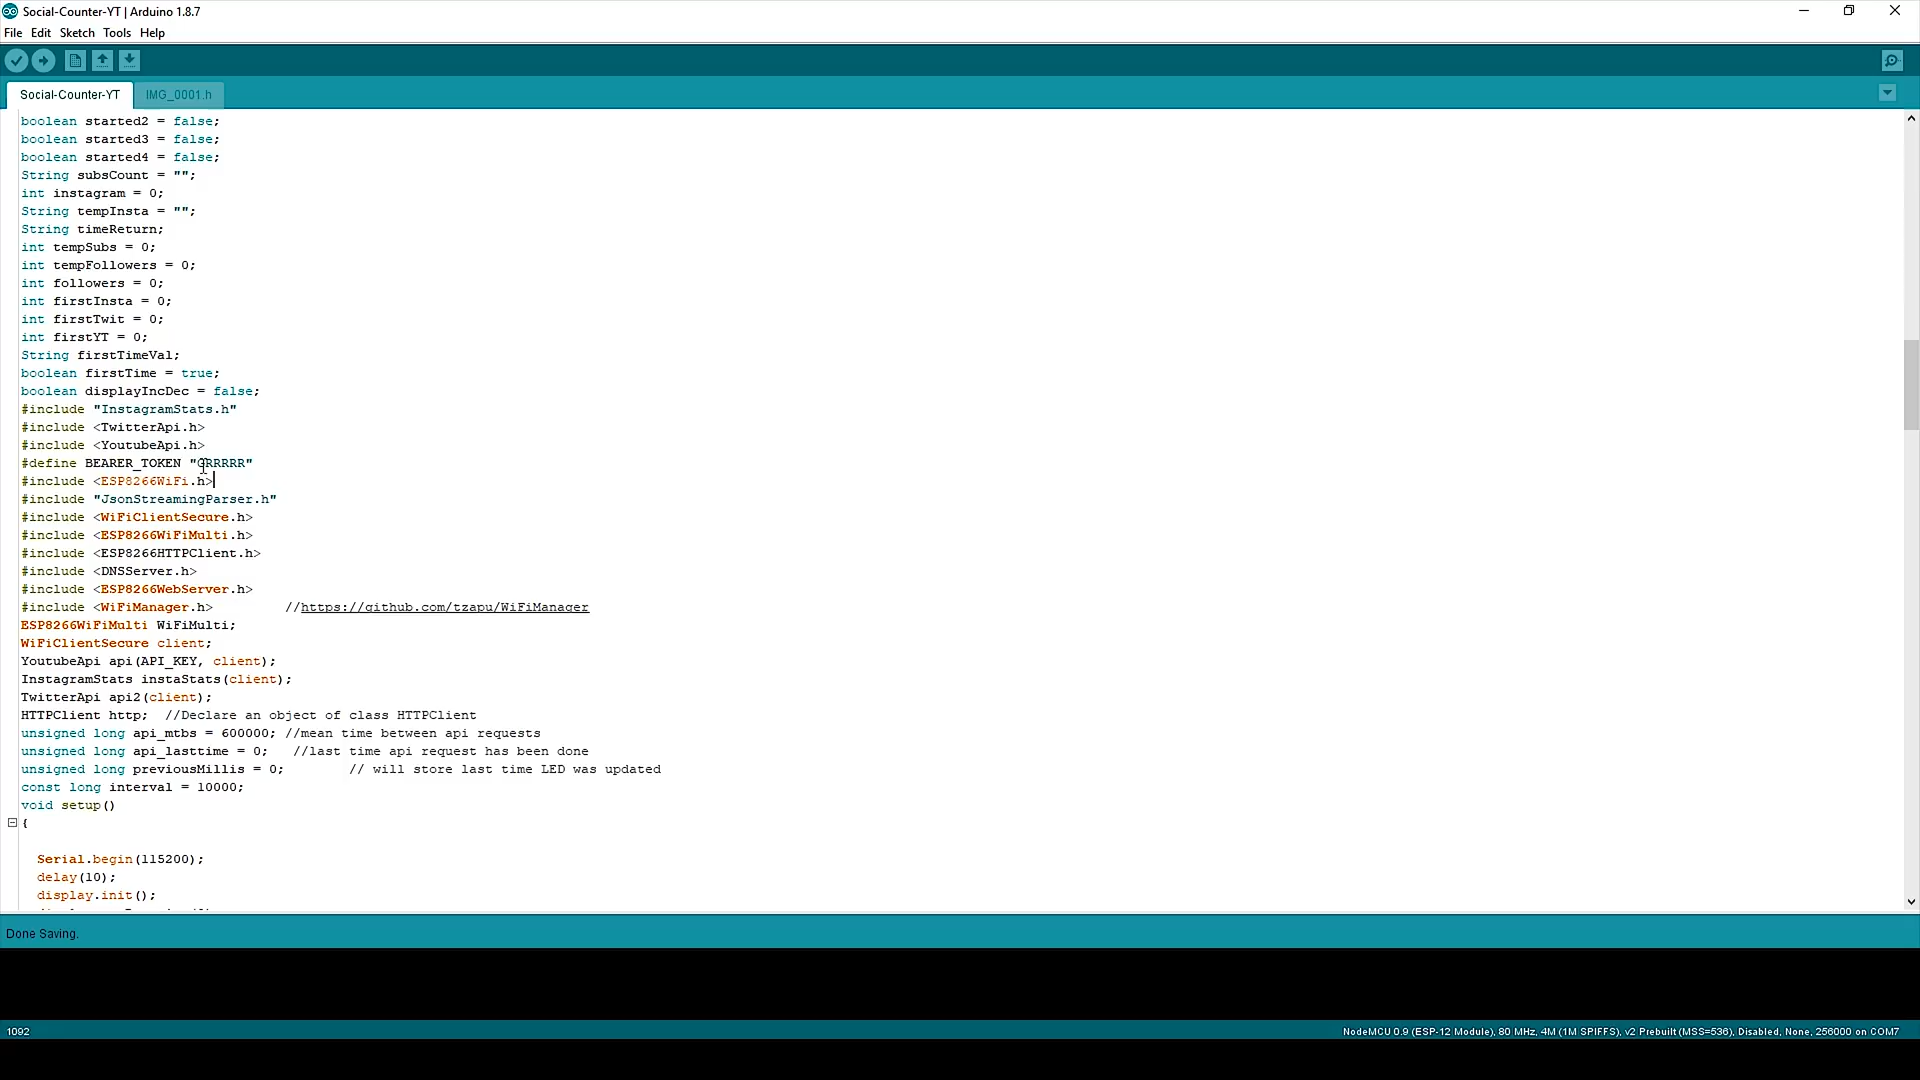 Social-Counter-YT | Arduino 1.8.7
File Edit Sketch Tools Help
Social-Counter-YT IMG_0001.h
boolean started2 = false;
boolean started3 = false;
boolean started4 = false;
String subsCount = "";
int instagram = 0;
String tempInsta = "";
String timeReturn;
int tempSubs = 0;
int tempFollowers = 0;
int followers = 0;
int firstInsta = 0;
int firstTwit = 0;
int firstYT = 0;
String firstTimeVal;
boolean firstTime = true;
boolean displayIncDec = false;
#include "InstagramStats.h"
#include <TwitterApi.h>
#include <YoutubeApi.h>
#define BEARER_TOKEN
#include <ESP8266WiFi.h>
#include "JsonStreamingParser.h"
#include <WiFiClientSecure.h>
#include <ESP8266WiFiMulti.h>
#include <ESP8266HTTPClient.h>
#include <DNSServer.h>
#include <ESP8266WebServer.h>
#include <WiFiManager.h> //https://github.com/tzapu/WiFiManager
ESP8266WiFiMulti WiFiMulti;
WiFiClientSecure client;
YoutubeApi api(API_KEY, client);
InstagramStats instaStats(client);
TwitterApi api2(client);
HTTPClient http; //Declare an object of class HTTPClient
unsigned long api_mtbs = 600000; //mean time between api requests
unsigned long api_lasttime = 0; //last time api request has been done
unsigned long previousMillis = 0; // will store last time LED was updated
const long interval = 10000;
void setup()
{
Serial.begin(115200);
delay(10);
display.init();
Done Saving.
1092
NodeMCU 0.9 (ESP-12 Module), 80 MHz, 4M (1M SPIFFS), v2 Prebuilt (MSS=536), Disabled, None, 256000 on COM7